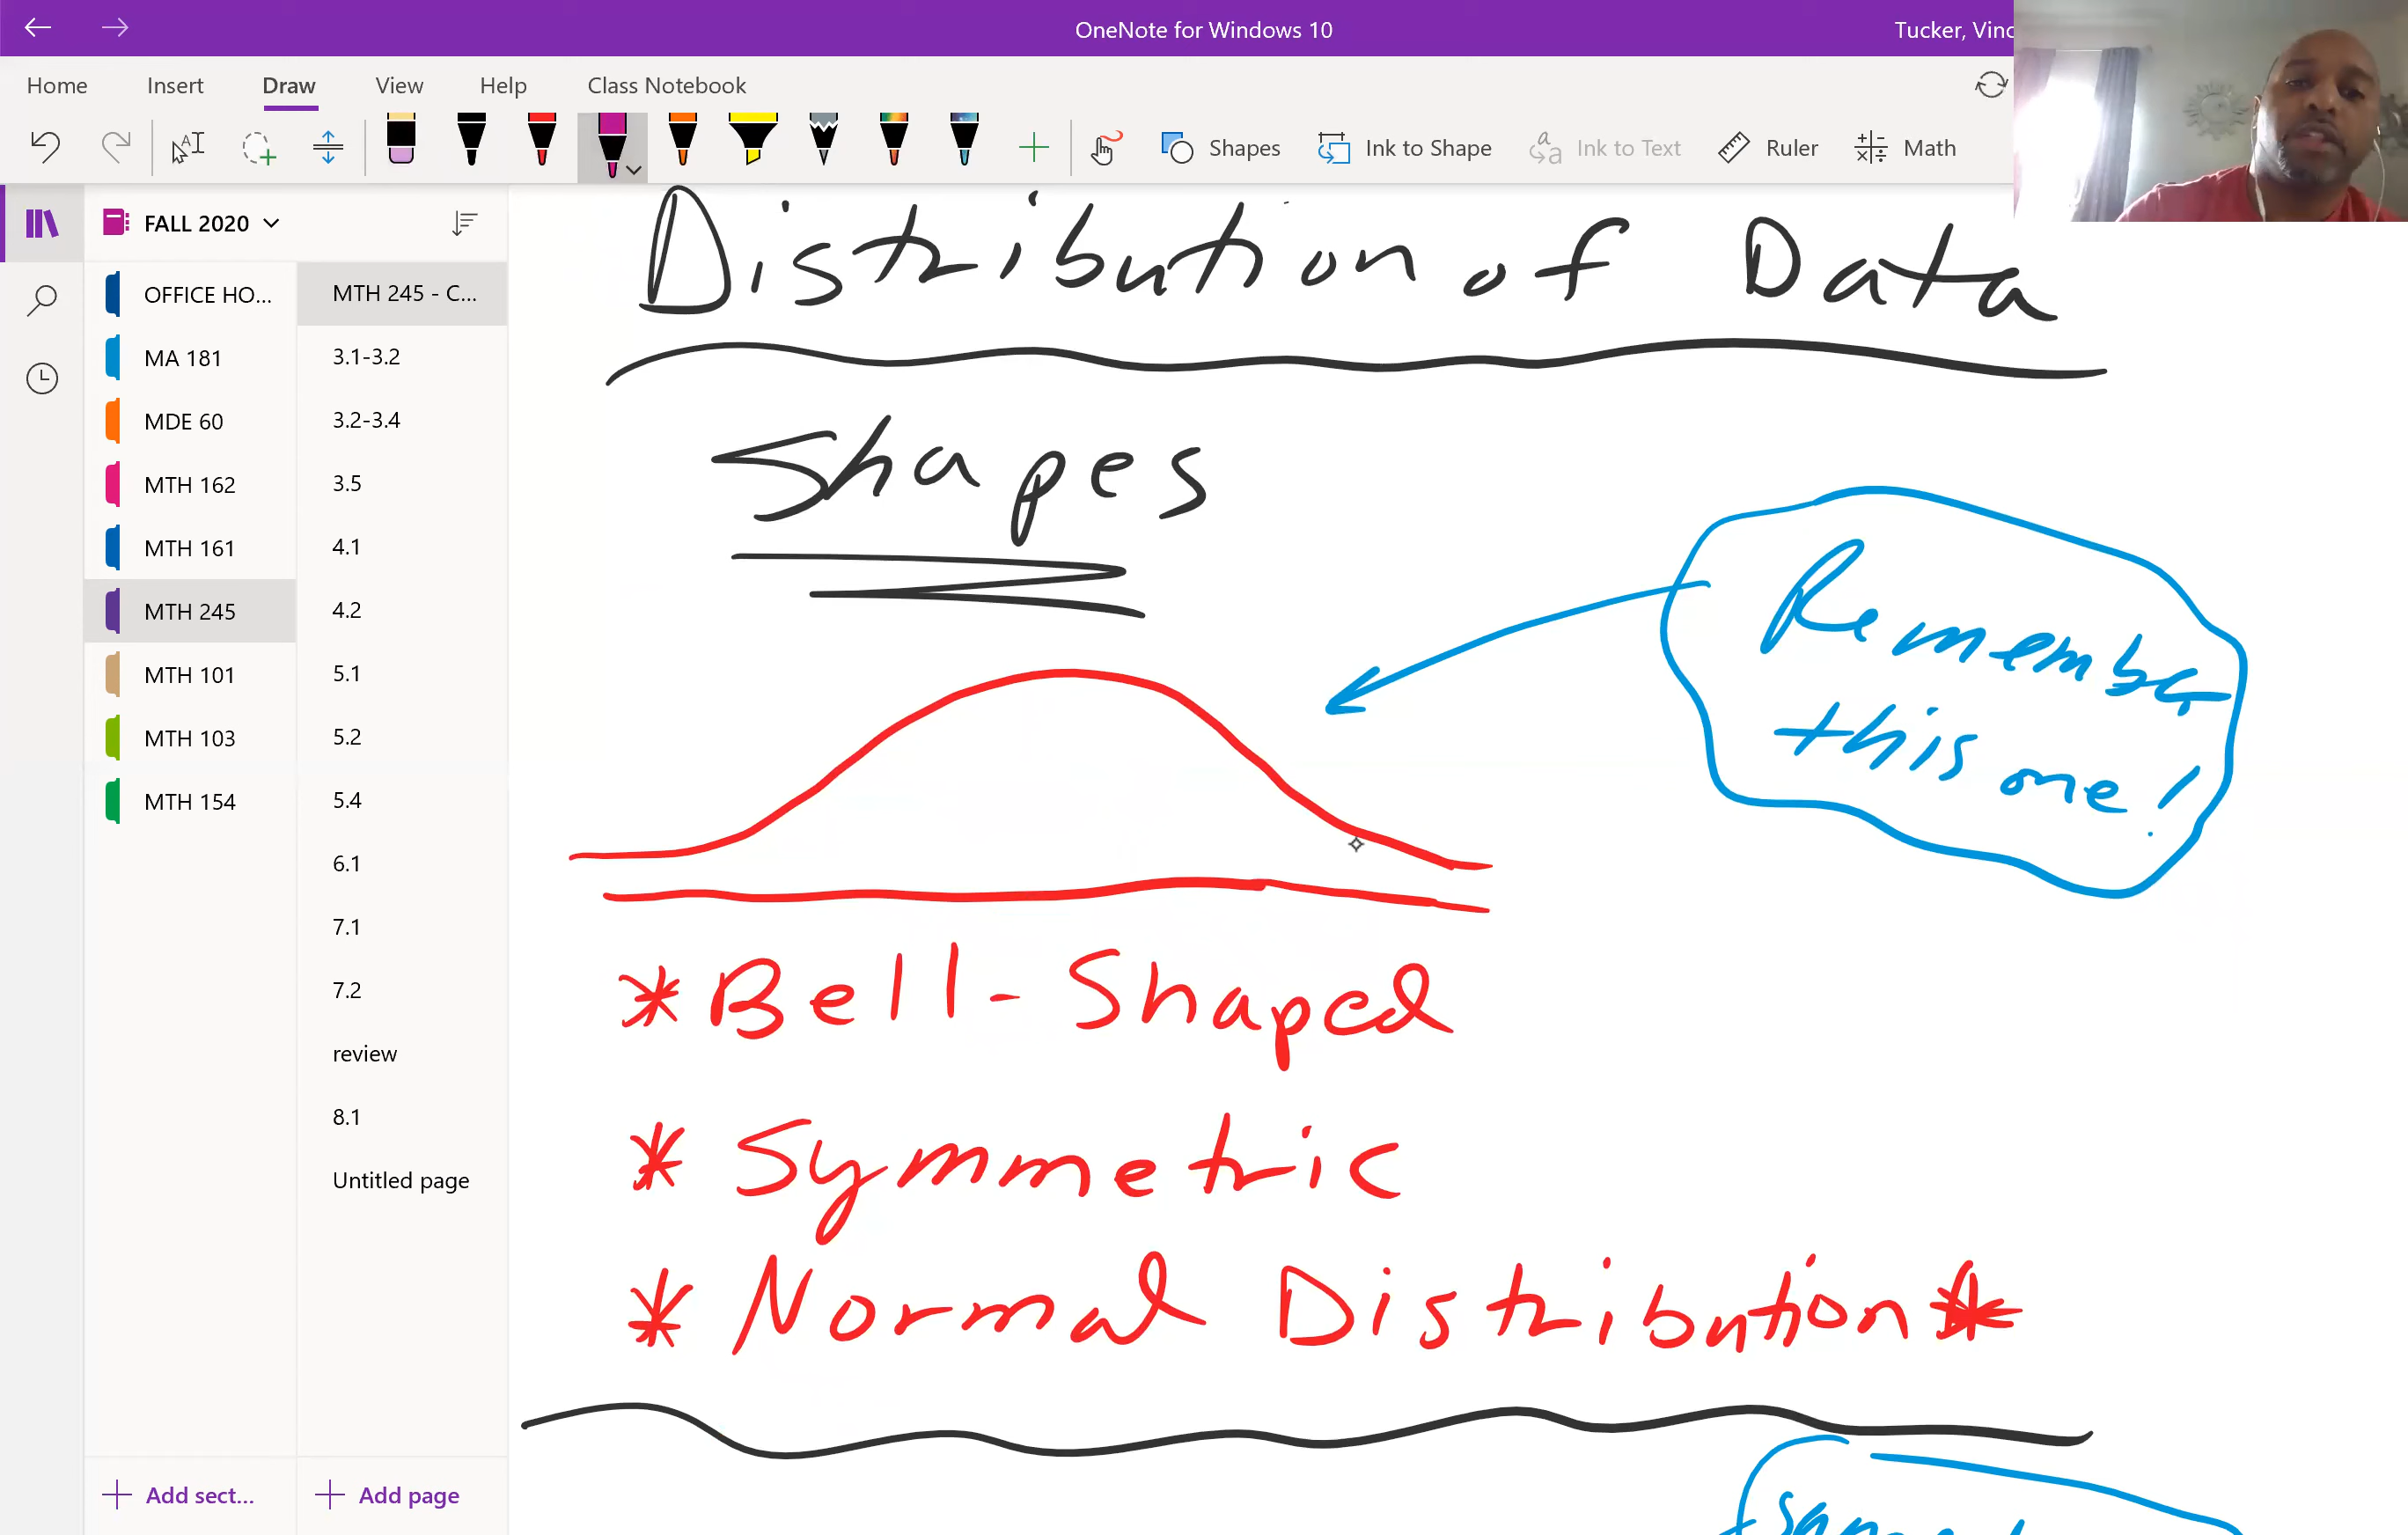 OneNote for Windows 10
Tucker, Vinc
Home Insert Draw View Help Class Notebook
Shapes Ink to Shape Ink to Text Ruler Math
FALL 2020
OFFICE HO...
MA 181
MDE 60
MTH 162
MTH 161
MTH 245
MTH 101
MTH 103
MTH 154
Add sect...
MTH 245 - C...
3.1-3.2
3.2-3.4
3.5
4.1
4.2
5.1
5.2
5.4
6.1
7.1
7.2
review
8.1
Untitled page
Add page
Distribution of Data
Shapes
Remember
this one!
*Bell-Shaped
* Symmetric
* Normal Distribution*